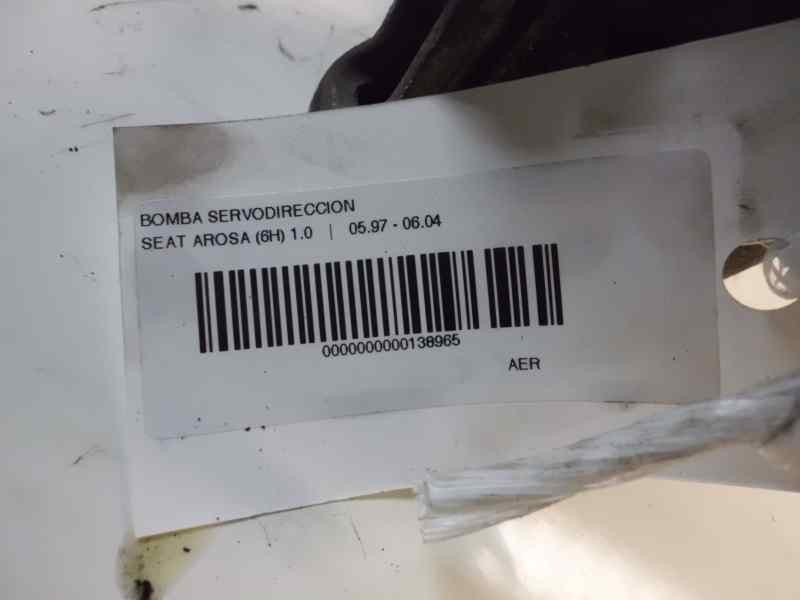 BOMBA SERVODIRECCION
SEAT AROSA (6H) 1.0 | 05.97 - 06.04
0000000000138965
AER